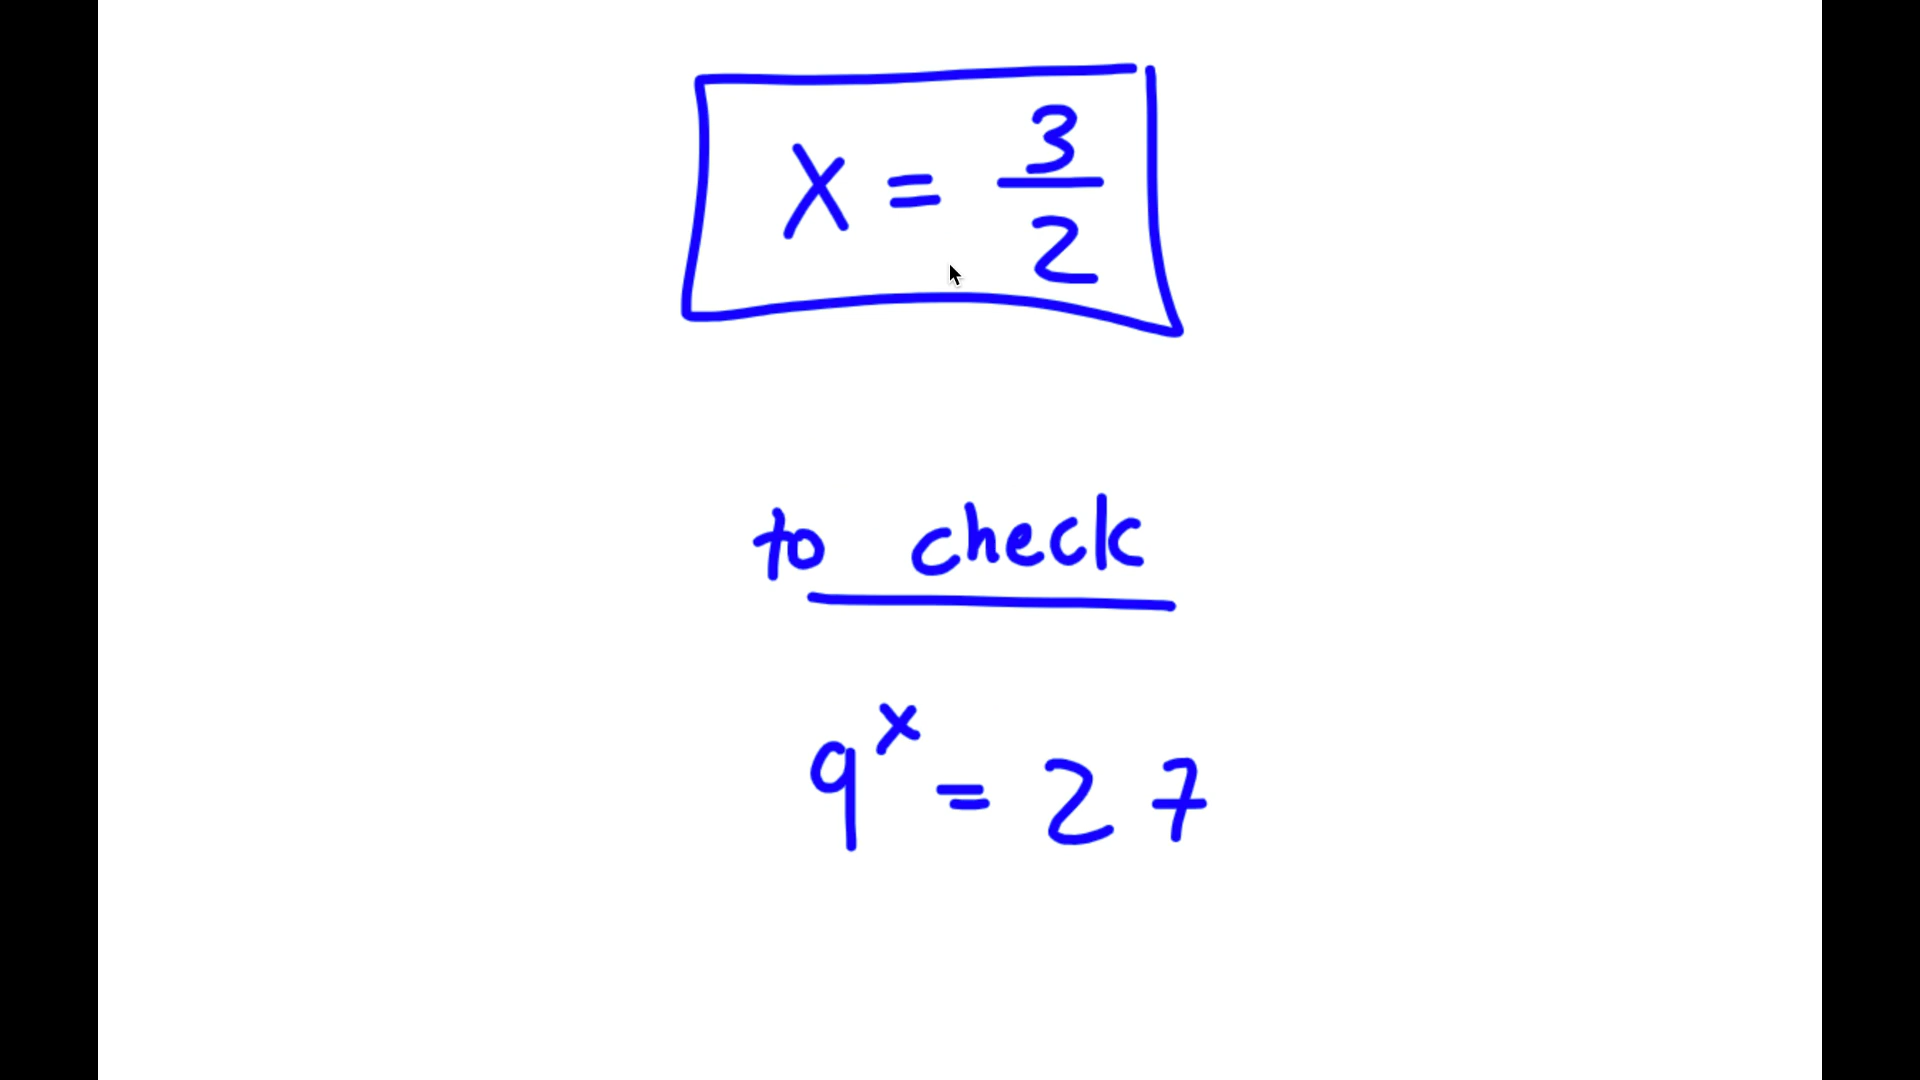 x = 3/2
to check
9^x = 27